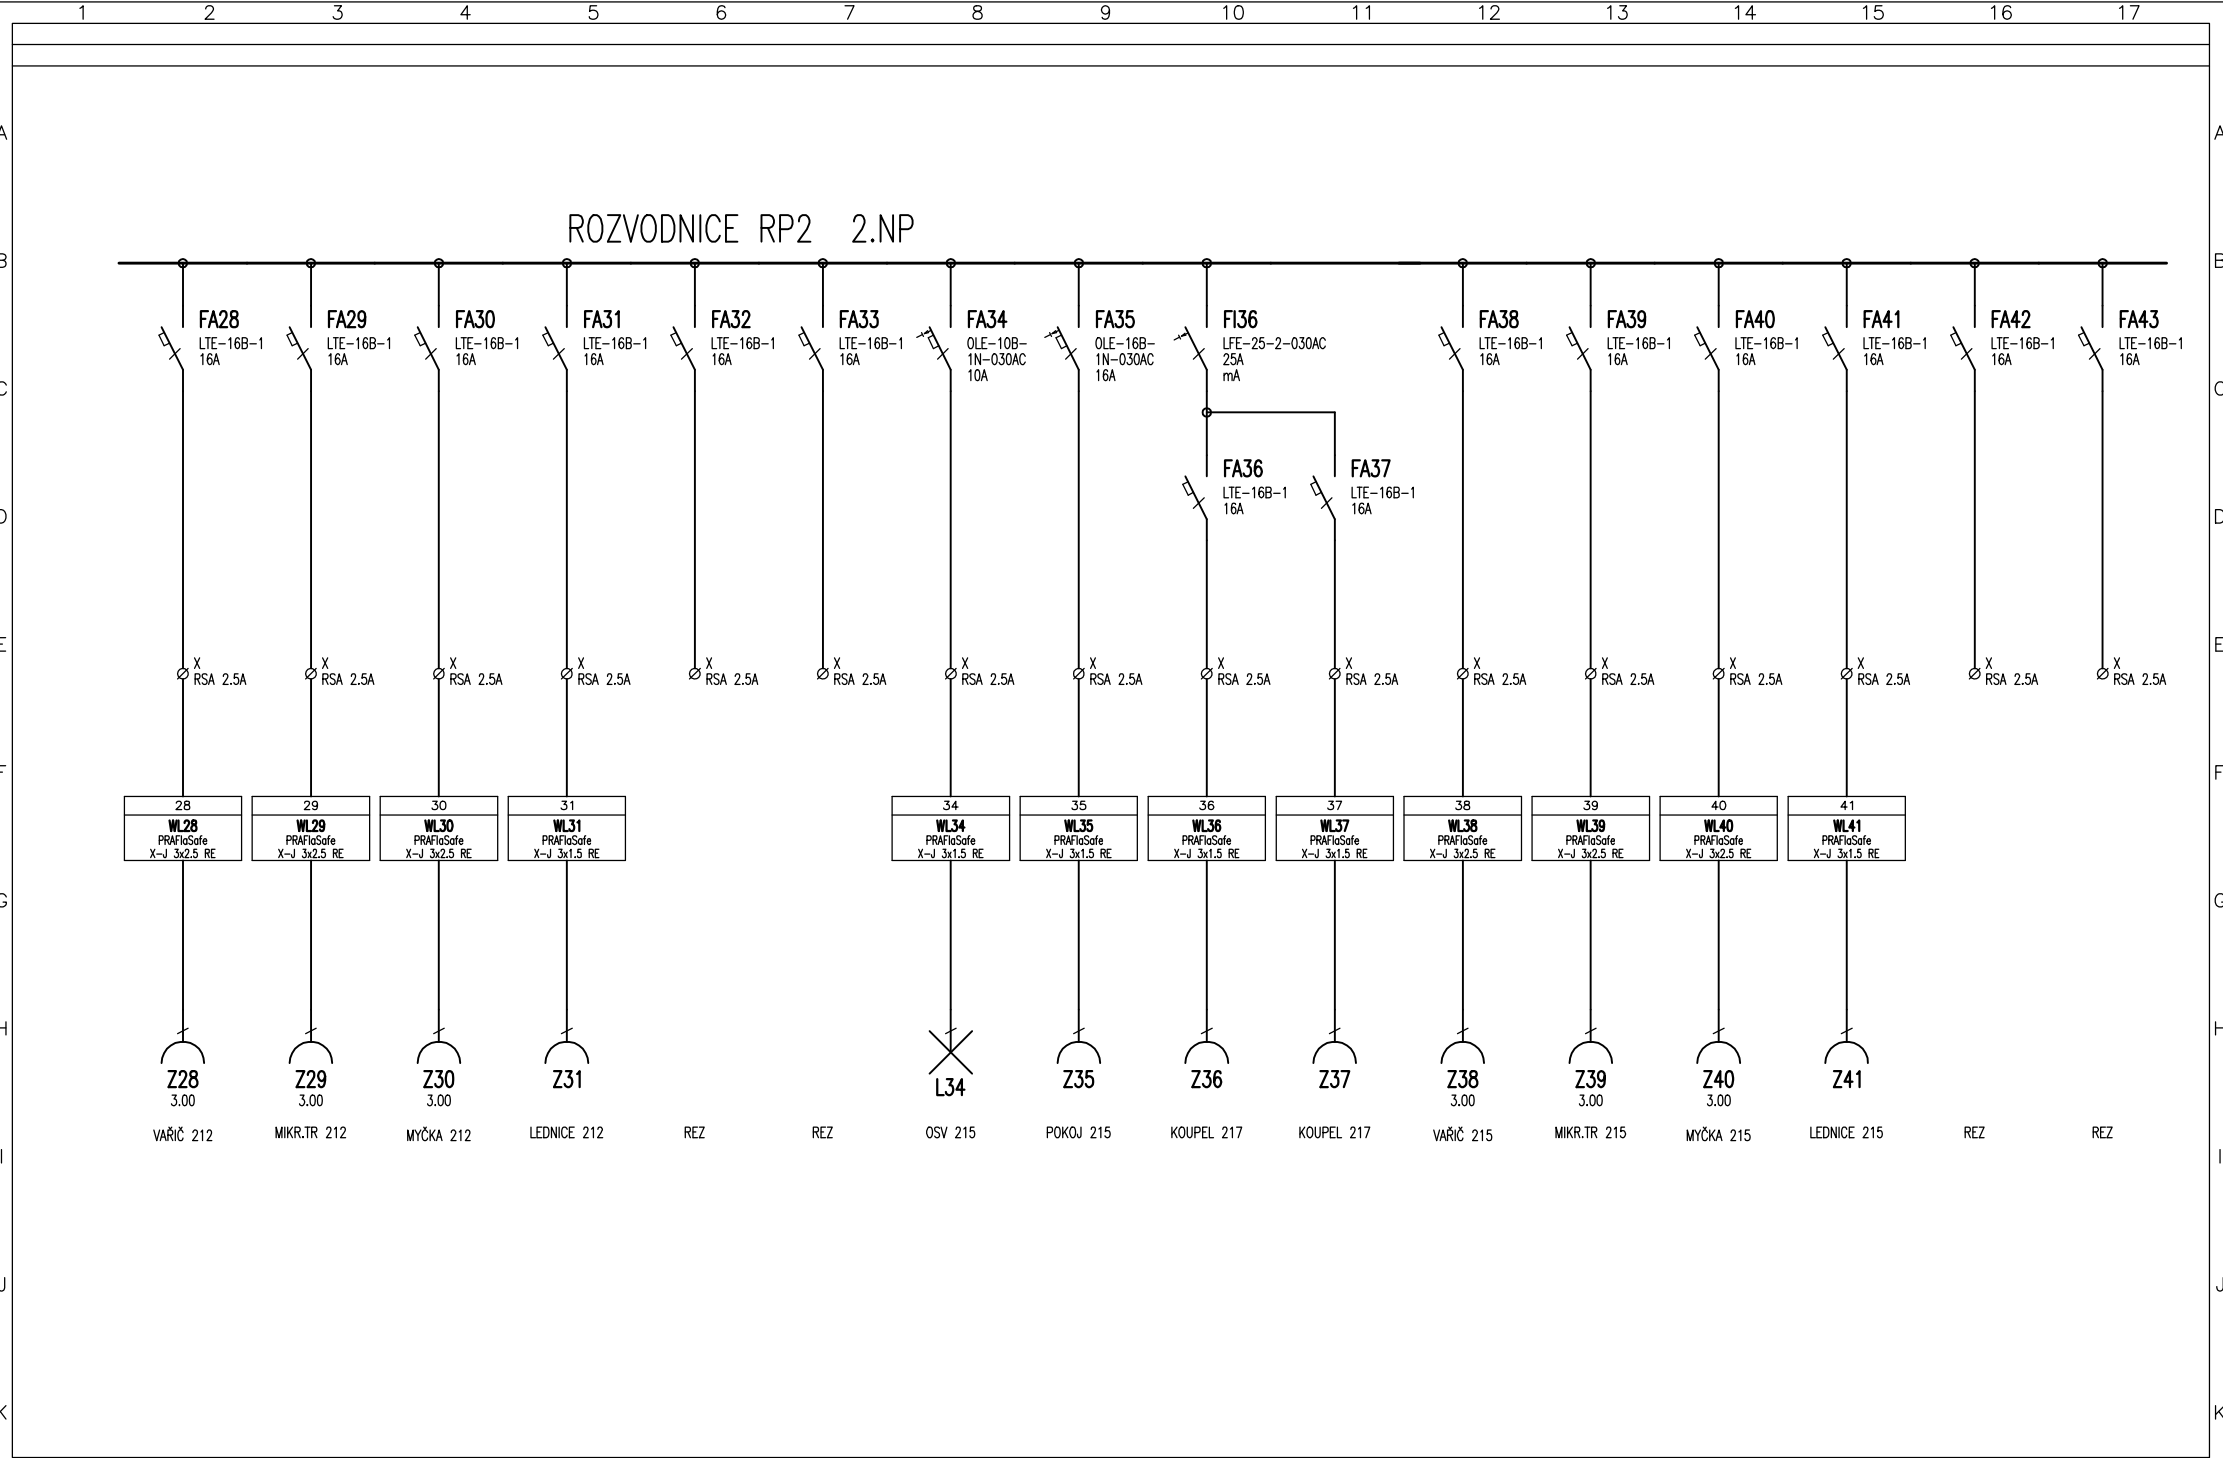 1 2 3 4 5 6 7 8 9 10 11 12 13 14 15 16 17
A A
ROZVODNICE RP2 2.NP
B B
FA28 FA29 FA30 FA31 FA32 FA33 FA34 FA35 FI36 FA38 FA39 FA40 FA41 FA42 FA43
LTE-16B-1 LTE-16B-1 LTE-16B-1 LTE-16B-1 LTE-16B-1 LTE-16B-1 OLE-10B- OLE-16B- LFE-25-2-030AC LTE-16B-1 LTE-16B-1 LTE-16B-1 LTE-16B-1 LTE-16B-1 LTE-16B-1
16A 16A 16A 16A 16A 16A 1N-030AC 1N-030AC 25A 16A 16A 16A 16A 16A 16A
10A 16A mA
C C
FA36 FA37
LTE-16B-1 LTE-16B-1
16A 16A
D D
E E
X X X X X X X X X X X X X X X X
RSA 2.5A RSA 2.5A RSA 2.5A RSA 2.5A RSA 2.5A RSA 2.5A RSA 2.5A RSA 2.5A RSA 2.5A RSA 2.5A RSA 2.5A RSA 2.5A RSA 2.5A RSA 2.5A RSA 2.5A RSA 2.5A
F F
28 29 30 31 34 35 36 37 38 39 40 41
WL28 WL29 WL30 WL31 WL34 WL35 WL36 WL37 WL38 WL39 WL40 WL41
PRAFlaSafe PRAFlaSafe PRAFlaSafe PRAFlaSafe PRAFlaSafe PRAFlaSafe PRAFlaSafe PRAFlaSafe PRAFlaSafe PRAFlaSafe PRAFlaSafe PRAFlaSafe
X-J 3x2.5 RE X-J 3x2.5 RE X-J 3x2.5 RE X-J 3x1.5 RE X-J 3x1.5 RE X-J 3x1.5 RE X-J 3x1.5 RE X-J 3x1.5 RE X-J 3x2.5 RE X-J 3x2.5 RE X-J 3x2.5 RE X-J 3x1.5 RE
G G
H H
Z28 Z29 Z30 Z31 L34 Z35 Z36 Z37 Z38 Z39 Z40 Z41
3.00 3.00 3.00 3.00 3.00 3.00
VAŘIČ 212 MIKR.TR 212 MYČKA 212 LEDNICE 212 REZ REZ OSV 215 POKOJ 215 KOUPEL 217 KOUPEL 217 VAŘIČ 215 MIKR.TR 215 MYČKA 215 LEDNICE 215 REZ REZ
I I
J J
K K